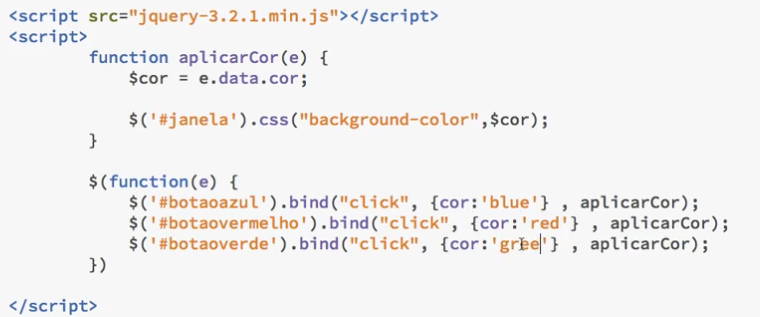 <script src="jquery-3.2.1.min.js"></script>
<script>
function aplicarCor(e) {
$cor = e.data.cor;
$('#janela').css("background-color",$cor);
}
$(function(e) {
$('#botaoazul').bind("click", {cor:'blue'} , aplicarCor);
$('#botaovermelho').bind("click", {cor:'red'} , aplicarCor);
$('#botaoverde').bind("click", {cor:'gree'} , aplicarCor);
})
</script>